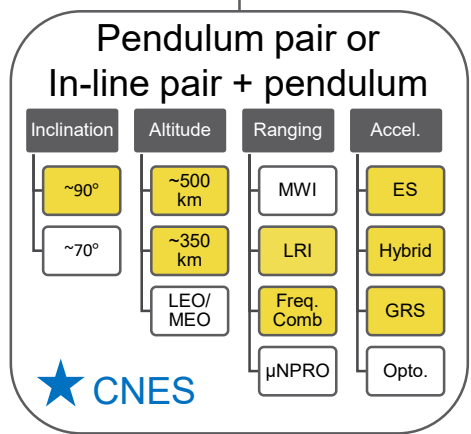 Pendulum pair or
In-line pair + pendulum
Inclination
Altitude
Ranging
Accel.
~90°
~500
km
MWI
ES
~70°
~350
km
LRI
Hybrid
LEO/
MEO
Freq.
Comb
GRS
µNPRO
Opto.
CNES